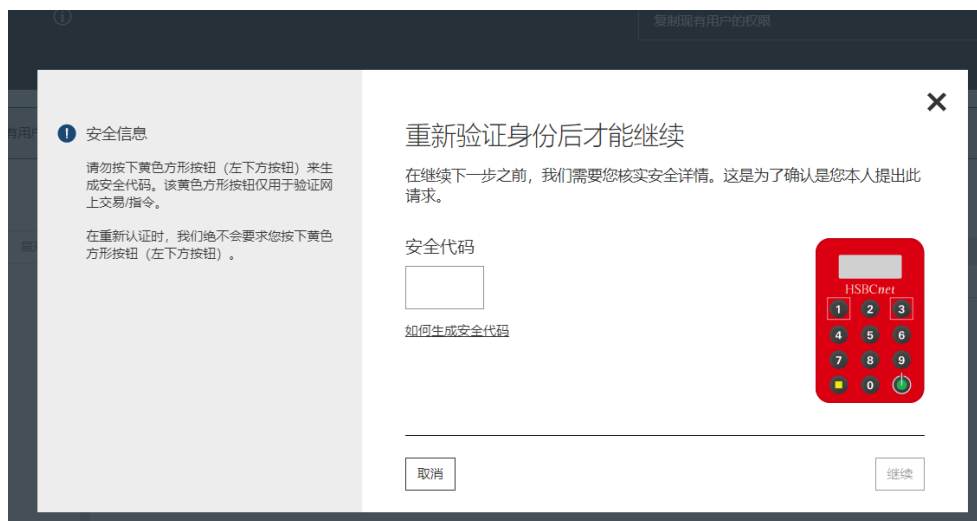 复制现有用户的权限
安全信息
请勿按下黄色方形按钮（左下方按钮）来生
成安全代码。该黄色方形按钮仅用于验证网
上交易/指令。
在重新认证时，我们绝不会要求您按下黄色
方形按钮（左下方按钮）。
重新验证身份后才能继续
在继续下一步之前，我们需要您核实安全详情。这是为了确认是您本人提出此
请求。
安全代码
如何生成安全代码
HSBCnet
1 2 3
4 5 6
7 8 9
0
取消
继续